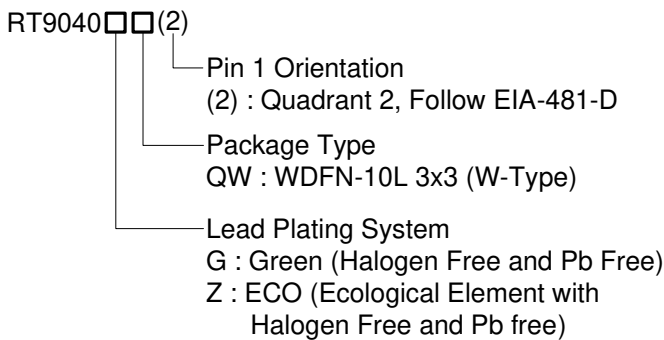 RT9040□□(2)
Pin 1 Orientation
(2) : Quadrant 2, Follow EIA-481-D
Package Type
QW : WDFN-10L 3x3 (W-Type)
Lead Plating System
G : Green (Halogen Free and Pb Free)
Z : ECO (Ecological Element with
Halogen Free and Pb free)